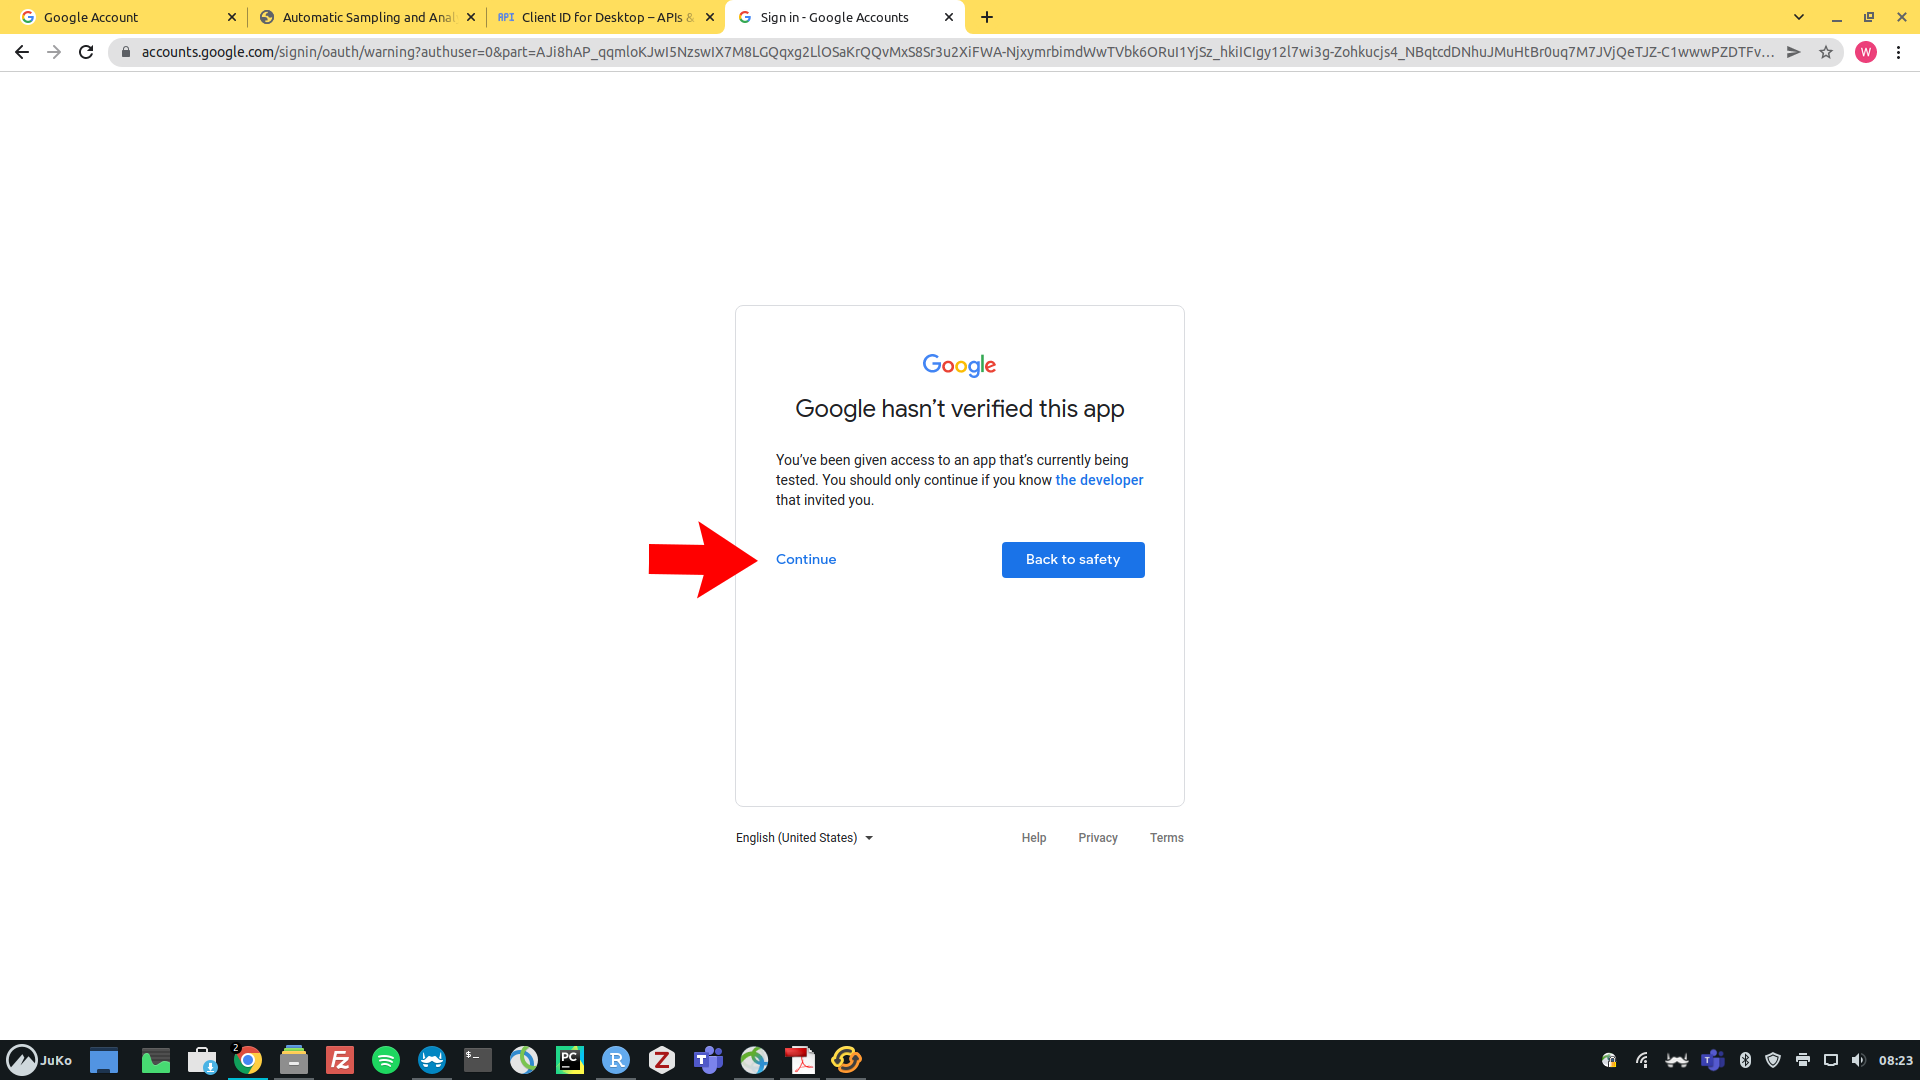 Google Account
Automatic Sampling and Anal
API Client ID for Desktop – APIs &
Sign in - Google Accounts
accounts.google.com/signin/oauth/warning?authuser=0&part=AJi8hAP_qqmloKJwI5NzswIX7M8LGQqxg2LlOSaKrQQvMxS8Sr3u2XiFWA-NjxymrbimdWwTVbk6ORuI1YjSz_hkiICIgy12l7wi3g-Zohkucjs4_NBqtcdDNhuJMuHtBr0uq7M7JVjQeTJZ-C1wwwPZDTFv...
W
Google
Google hasn't verified this app
You've been given access to an app that's currently being
tested. You should only continue if you know the developer
that invited you.
Continue
Back to safety
English (United States)
Help
Privacy
Terms
JuKo
2
FZ
$_
PC
R
Z
T
T
08:23